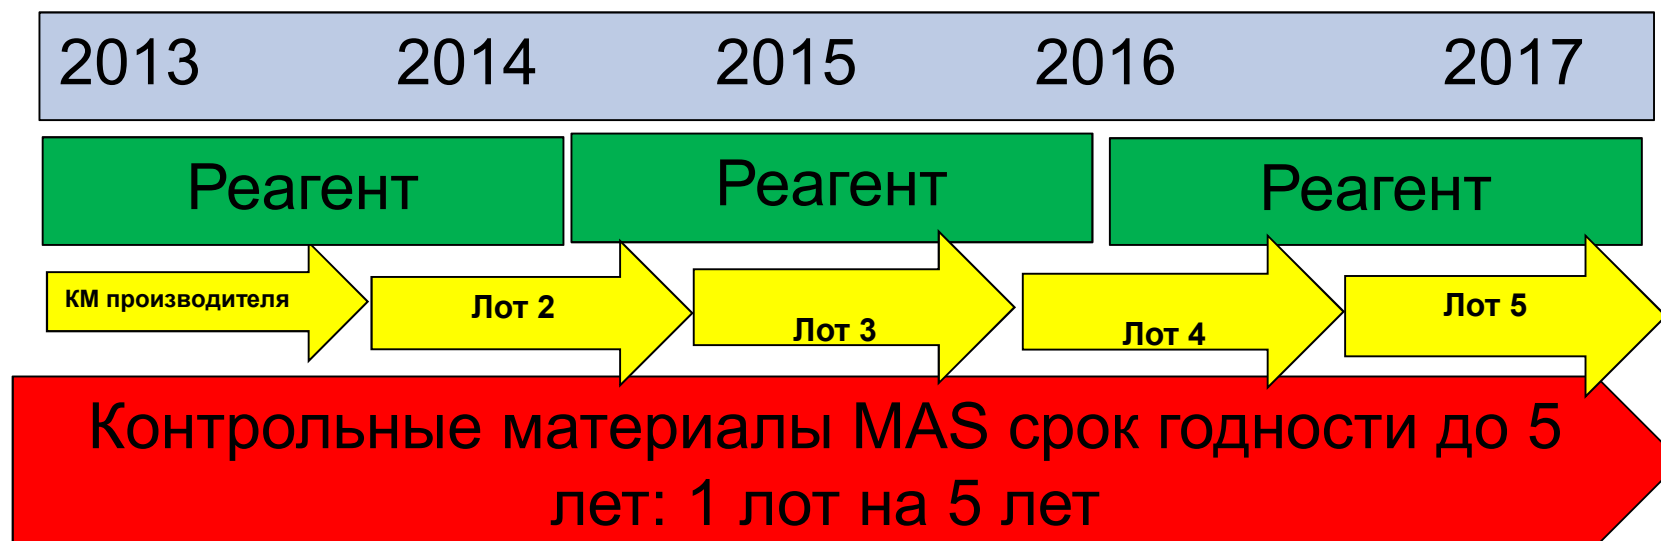 2013 2014 2015 2016 2017
Реагент Реагент Реагент
КМ производителя Лот 2 Лот 3 Лот 4 Лот 5
Контрольные материалы MAS срок годности до 5
лет: 1 лот на 5 лет